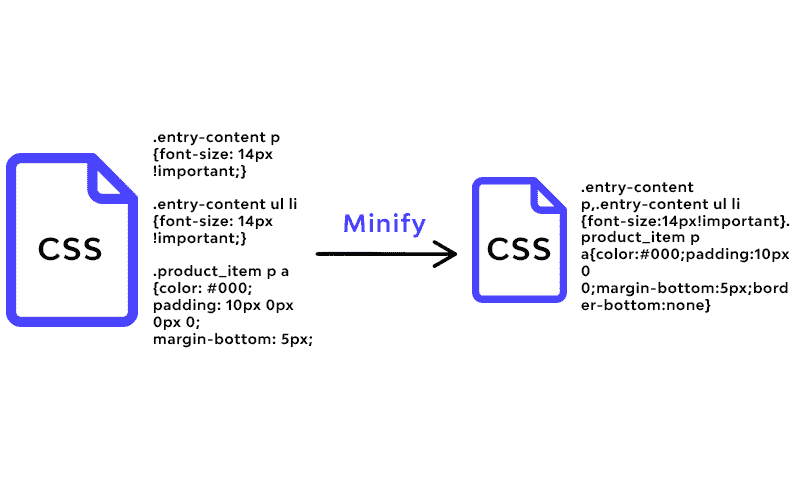 CSS
.entry-content p
{font-size: 14px
!important;}
.entry-content ul li
{font-size: 14px
!important;}
.product_item p a
{color: #000;
padding: 10px 0px
0px 0;
margin-bottom: 5px;
Minify
CSS
.entry-content
p,.entry-content ul li
{font-size:14px!important}.
product_item p
a{color:#000;padding:10px
0
0;margin-bottom:5px;bord
er-bottom:none}